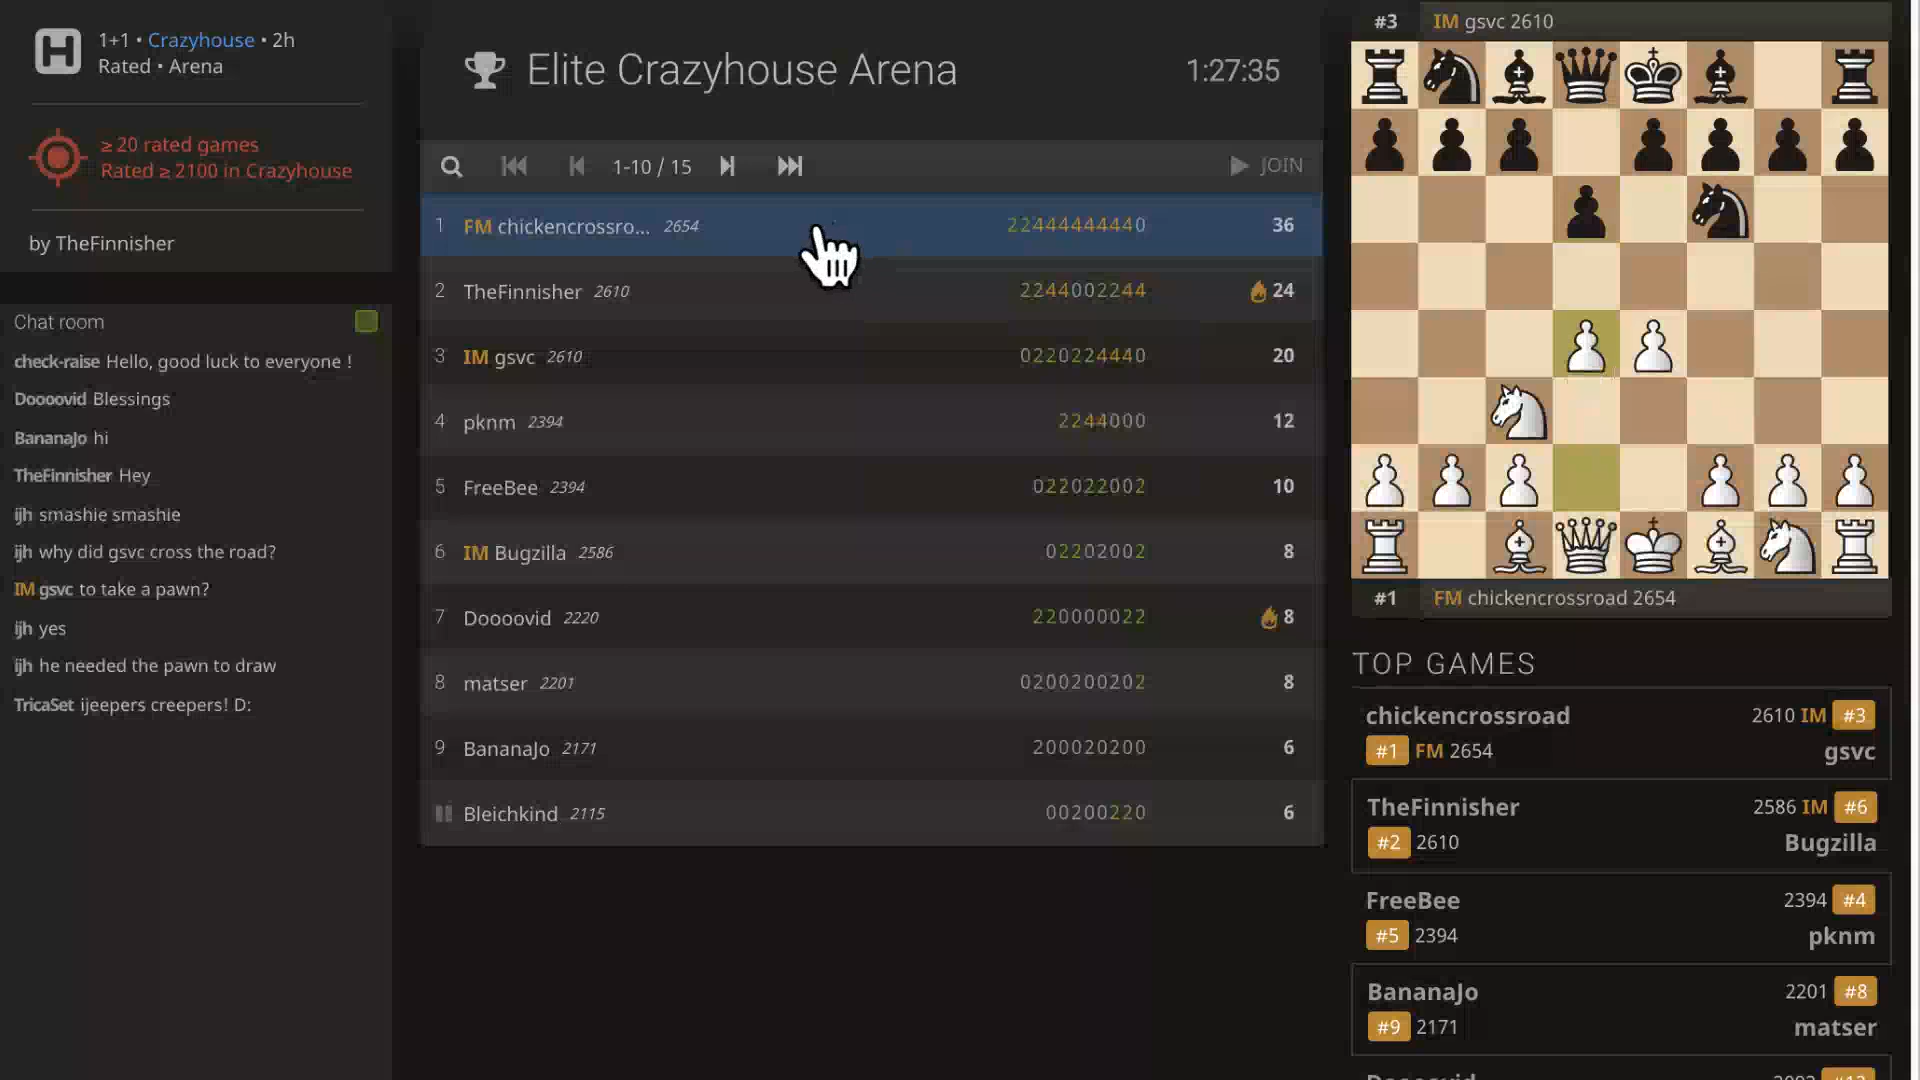 1+1 • Crazyhouse • 2h
Rated • Arena
≥ 20 rated games
Rated ≥ 2100 in Crazyhouse
by TheFinnisher
Chat room
check-raise Hello, good luck to everyone !
Doooovid Blessings
BananaJo hi
TheFinnisher Hey
ijh smashie smashie
ijh why did gsvc cross the road?
IM gsvc to take a pawn?
ijh yes
ijh he needed the pawn to draw
TricaSet ijeepers creepers! D:
Elite Crazyhouse Arena 1:27:35
1-10 / 15 JOIN
1 FM chickencrossro... 2654 22444444440 36
2 TheFinnisher 2610 2244002244 24
3 IM gsvc 2610 0220224440 20
4 pknm 2394 2244000 12
5 FreeBee 2394 022022002 10
6 IM Bugzilla 2586 02202002 8
7 Doooovid 2220 220000022 8
8 matser 2201 0200200202 8
9 BananaJo 2171 200020200 6
Bleichkind 2115 00200220 6
#3 IM gsvc 2610
#1 FM chickencrossroad 2654
TOP GAMES
chickencrossroad 2610 IM #3
#1 FM 2654 gsvc
TheFinnisher 2586 IM #6
#2 2610 Bugzilla
FreeBee 2394 #4
#5 2394 pknm
BananaJo 2201 #8
#9 2171 matser